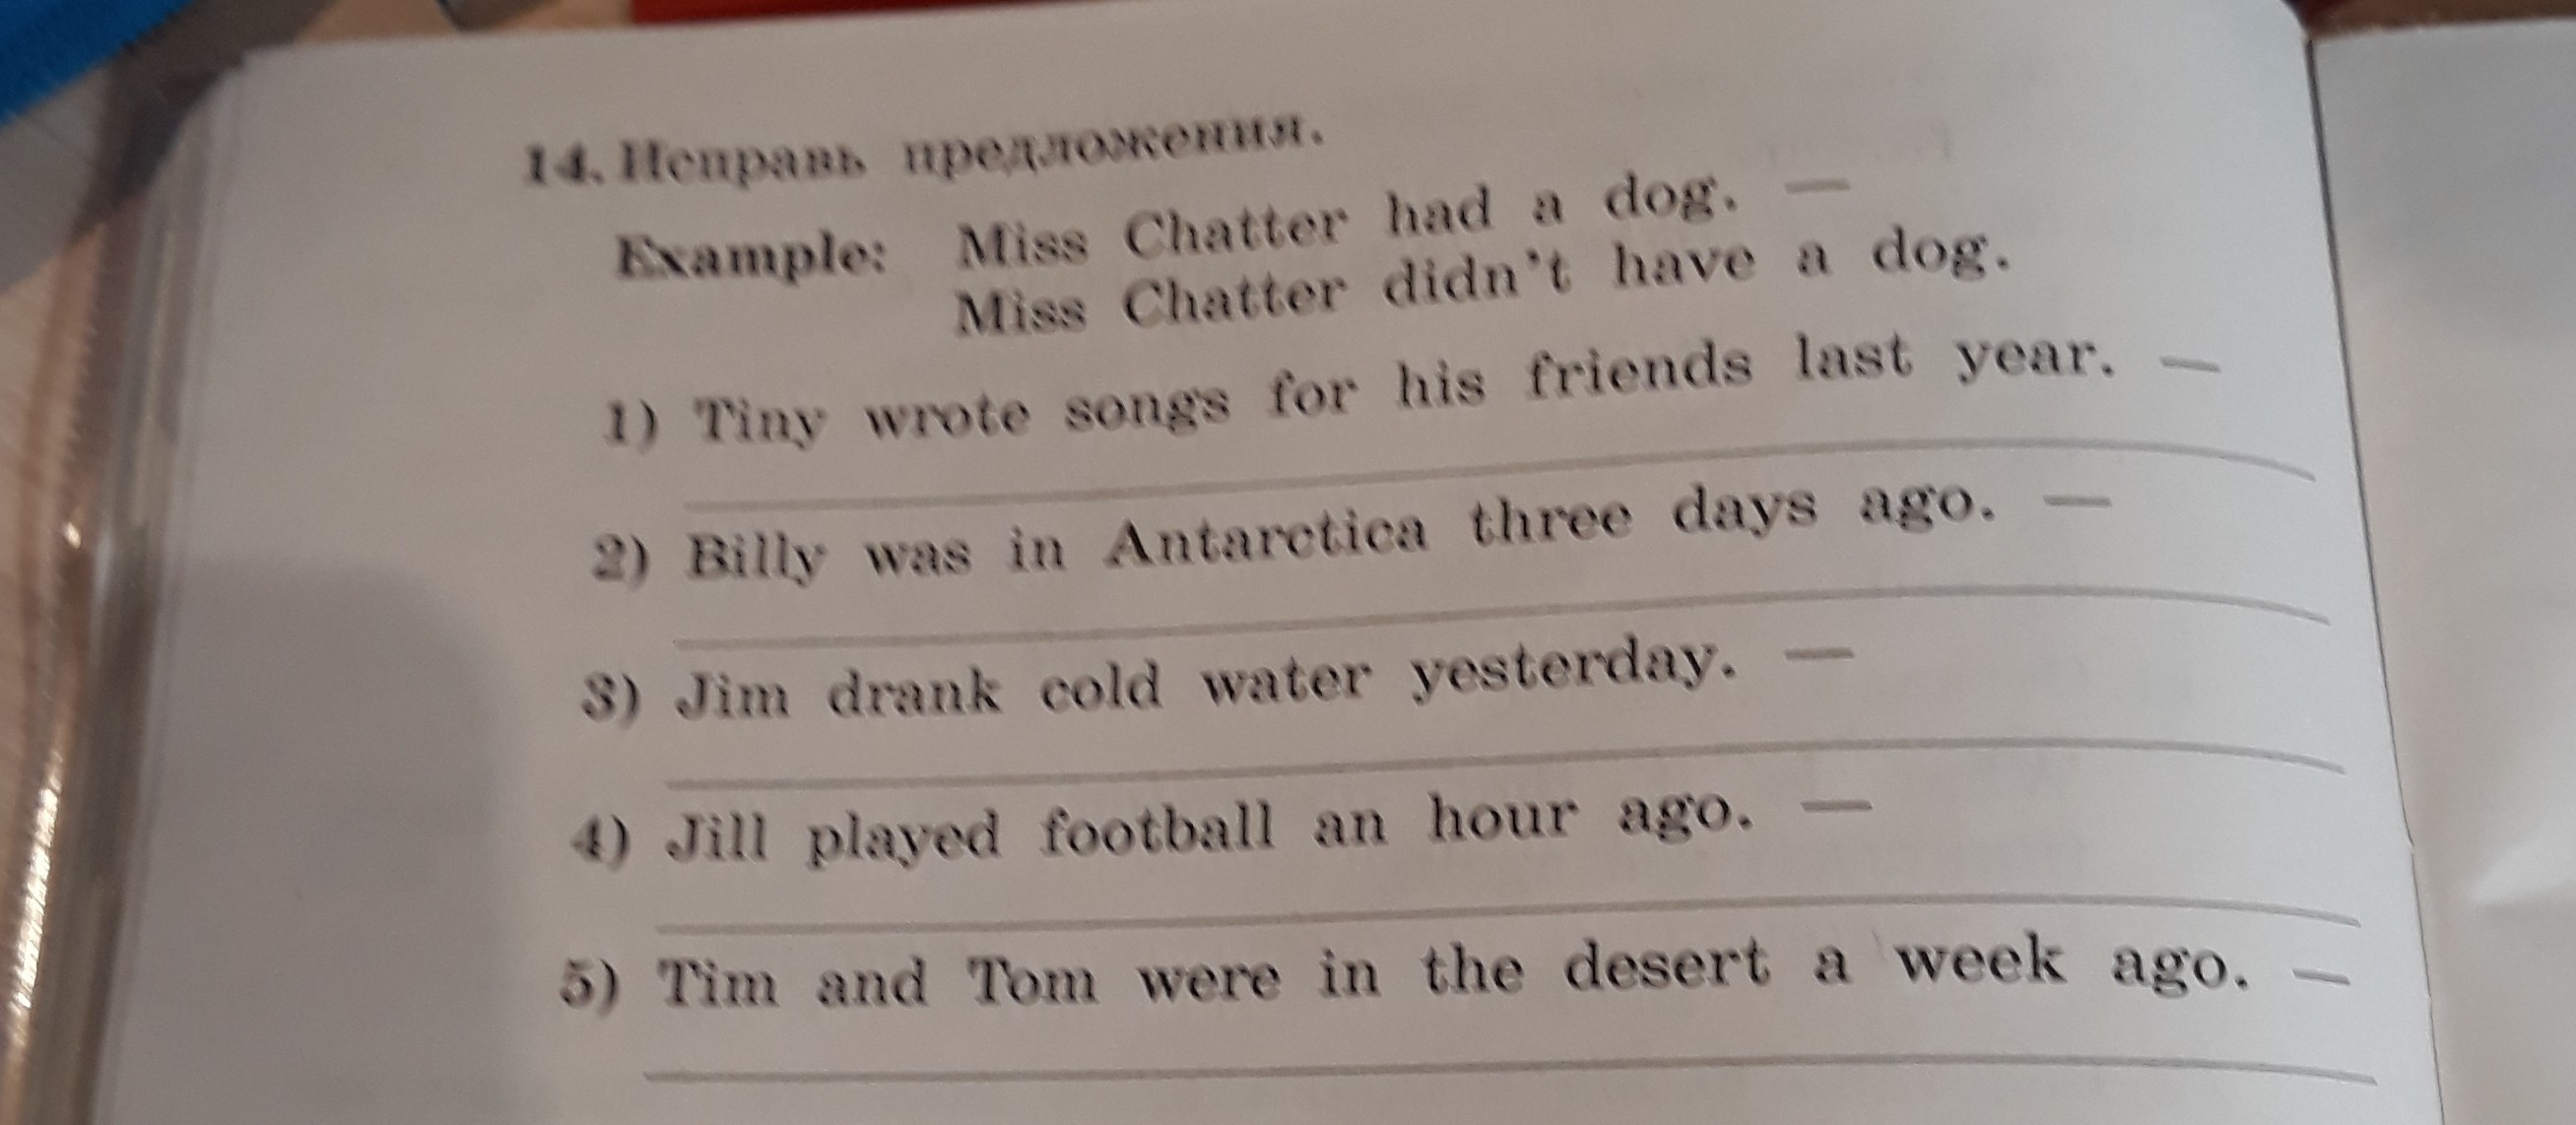 14. Исправь предложения.
Example: Miss Chatter had a dog. —
Miss Chatter didn't have a dog.
1) Tiny wrote songs for his friends last year. —
2) Billy was in Antarctica three days ago. —
3) Jim drank cold water yesterday. —
4) Jill played football an hour ago. —
5) Tim and Tom were in the desert a week ago. —